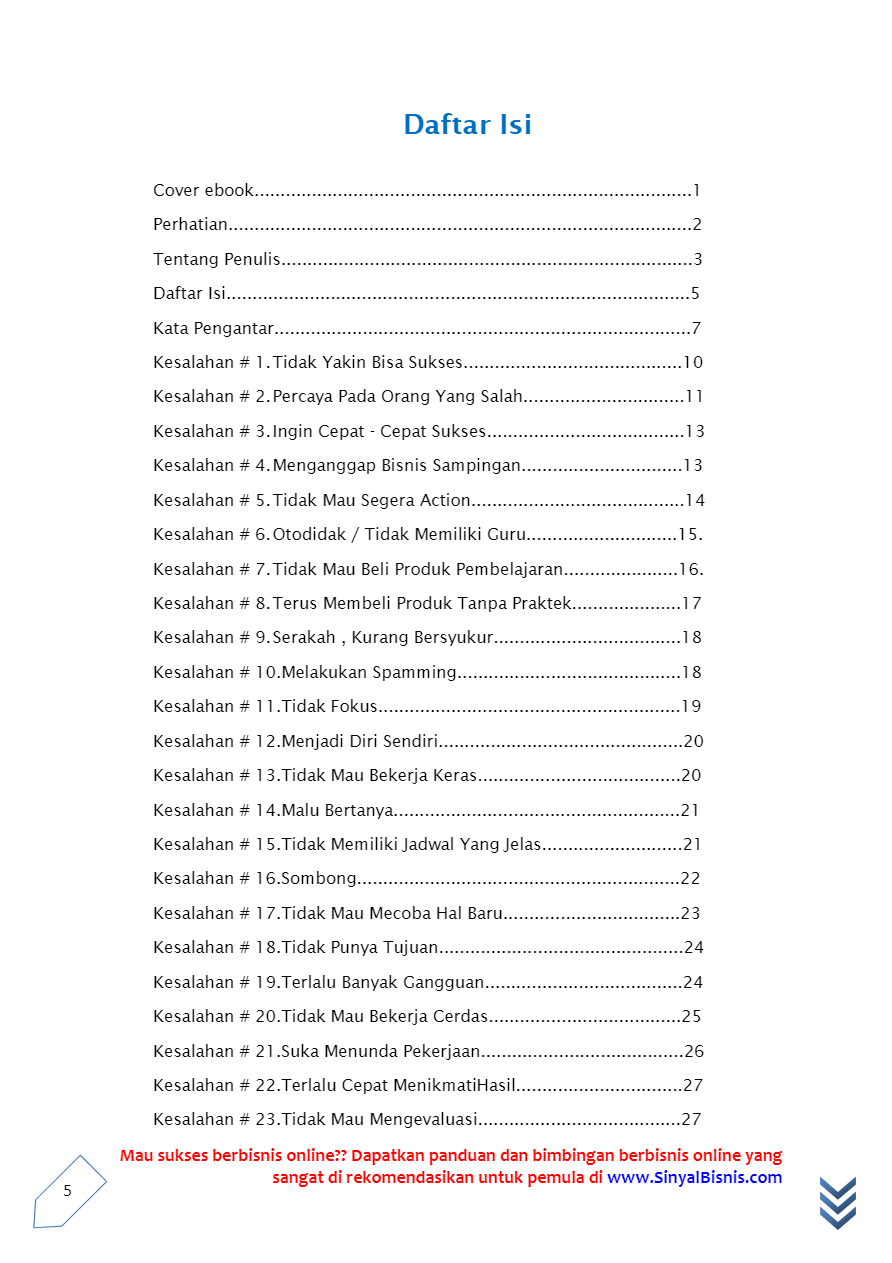 Daftar Isi
Cover ebook....................................................................................1
Perhatian.........................................................................................2
Tentang Penulis...............................................................................3
Daftar Isi.........................................................................................5
Kata Pengantar................................................................................7
Kesalahan # 1.Tidak Yakin Bisa Sukses..........................................10
Kesalahan # 2.Percaya Pada Orang Yang Salah...............................11
Kesalahan # 3.Ingin Cepat - Cepat Sukses......................................13
Kesalahan # 4.Menganggap Bisnis Sampingan...............................13
Kesalahan # 5.Tidak Mau Segera Action.........................................14
Kesalahan # 6.Otodidak / Tidak Memiliki Guru.............................15.
Kesalahan # 7.Tidak Mau Beli Produk Pembelajaran......................16.
Kesalahan # 8.Terus Membeli Produk Tanpa Praktek.....................17
Kesalahan # 9.Serakah , Kurang Bersyukur....................................18
Kesalahan # 10.Melakukan Spamming...........................................18
Kesalahan # 11.Tidak Fokus..........................................................19
Kesalahan # 12.Menjadi Diri Sendiri...............................................20
Kesalahan # 13.Tidak Mau Bekerja Keras.......................................20
Kesalahan # 14.Malu Bertanya.......................................................21
Kesalahan # 15.Tidak Memiliki Jadwal Yang Jelas...........................21
Kesalahan # 16.Sombong..............................................................22
Kesalahan # 17.Tidak Mau Mecoba Hal Baru..................................23
Kesalahan # 18.Tidak Punya Tujuan...............................................24
Kesalahan # 19.Terlalu Banyak Gangguan......................................24
Kesalahan # 20.Tidak Mau Bekerja Cerdas.....................................25
Kesalahan # 21.Suka Menunda Pekerjaan.......................................26
Kesalahan # 22.Terlalu Cepat MenikmatiHasil................................27
Kesalahan # 23.Tidak Mau Mengevaluasi.......................................27
Mau sukses berbisnis online?? Dapatkan panduan dan bimbingan berbisnis online yang
sangat di rekomendasikan untuk pemula di www.SinyalBisnis.com
5